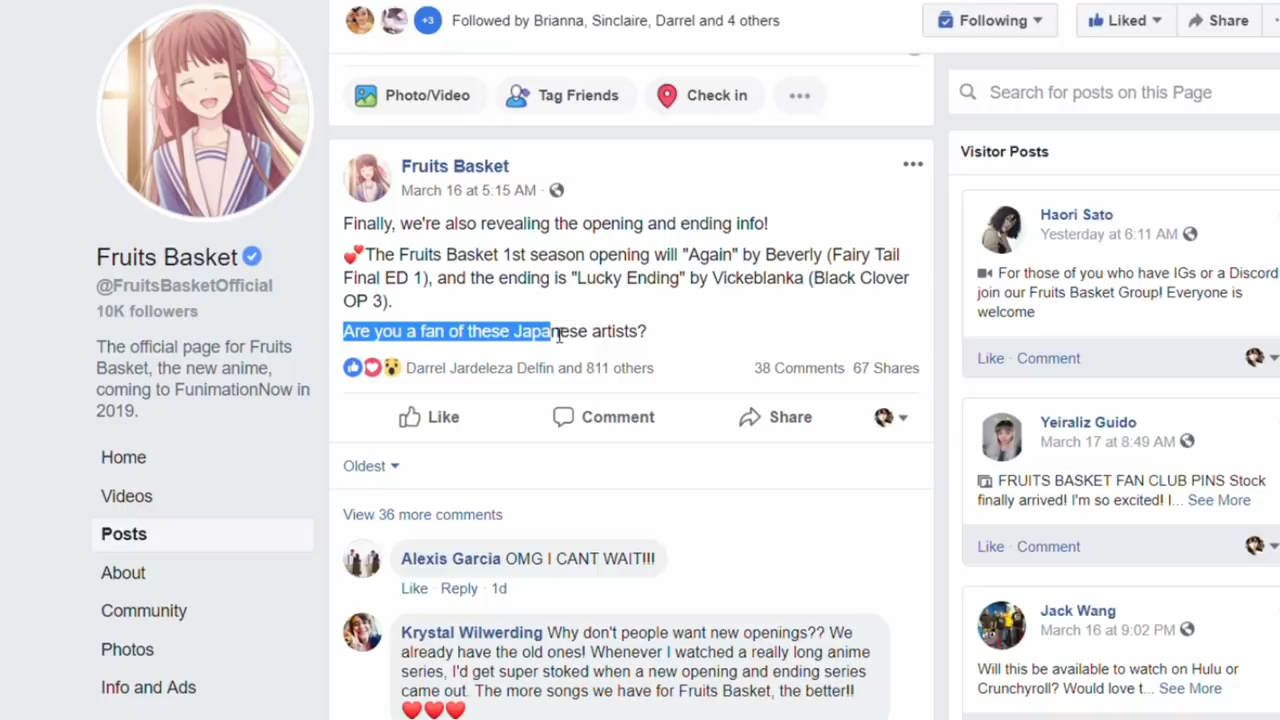 +3 Followed by Brianna, Sinclaire, Darrel and 4 others
Following Liked Share
Photo/Video Tag Friends Check in
Search for posts on this Page
Fruits Basket
@FruitsBasketOfficial
10K followers
The official page for Fruits
Basket, the new anime,
coming to FunimationNow in
2019.
Home
Videos
Posts
About
Community
Photos
Info and Ads
Fruits Basket
March 16 at 5:15 AM ·
Finally, we're also revealing the opening and ending info!
💕The Fruits Basket 1st season opening will "Again" by Beverly (Fairy Tail
Final ED 1), and the ending is "Lucky Ending" by Vickeblanka (Black Clover
OP 3).
Are you a fan of these Japanese artists?
Darrel Jardeleza Delfin and 811 others 38 Comments 67 Shares
Like Comment Share
Oldest
View 36 more comments
Alexis Garcia OMG I CANT WAIT!!!
Like · Reply · 1d
Krystal Wilwerding Why don't people want new openings?? We
already have the old ones! Whenever I watched a really long anime
series, I'd get super stoked when a new opening and ending series
came out. The more songs we have for Fruits Basket, the better!!
❤️❤️❤️
Visitor Posts
Haori Sato
Yesterday at 6:11 AM
For those of you who have IGs or a Discord
join our Fruits Basket Group! Everyone is
welcome
Like · Comment
Yeiraliz Guido
March 17 at 8:49 AM
FRUITS BASKET FAN CLUB PINS Stock
finally arrived! I'm so excited! I... See More
Like · Comment
Jack Wang
March 16 at 9:02 PM
Will this be available to watch on Hulu or
Crunchyroll? Would love t... See More